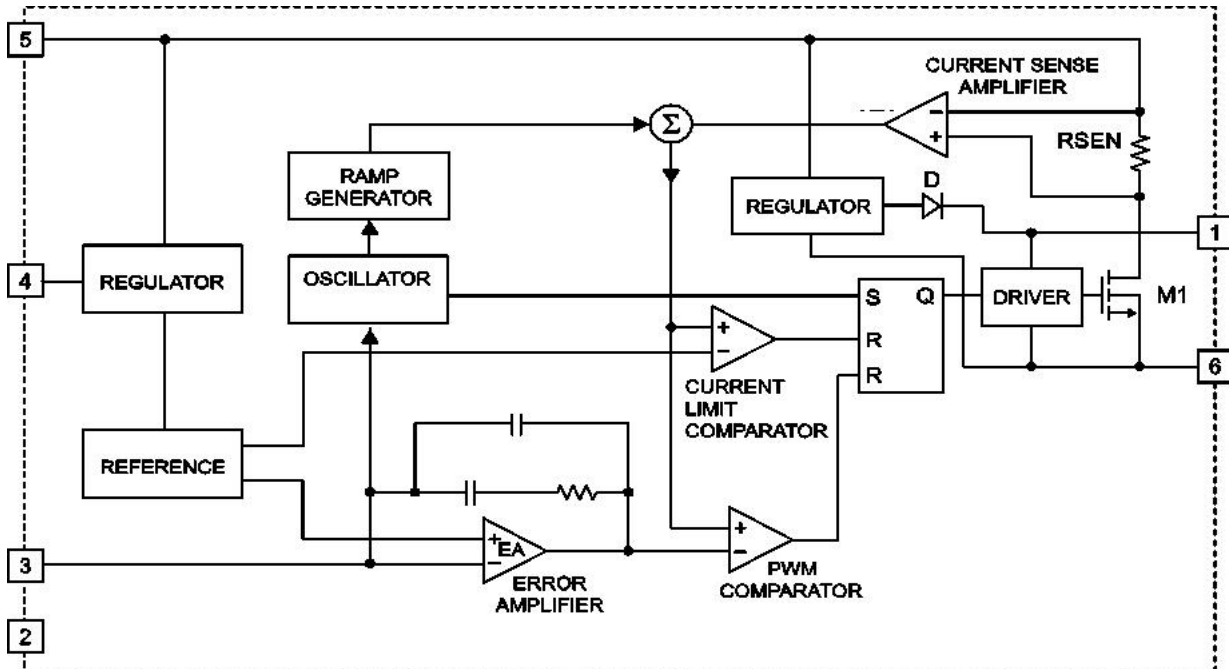 5
CURRENT SENSE
AMPLIFIER
Σ
−
+
RSEN
RAMP
GENERATOR
D
REGULATOR
1
4
REGULATOR
OSCILLATOR
S
Q
DRIVER
M1
+
−
R
R
6
CURRENT
LIMIT
COMPARATOR
REFERENCE
+
−
EA
+
−
3
ERROR
AMPLIFIER
PWM
COMPARATOR
2